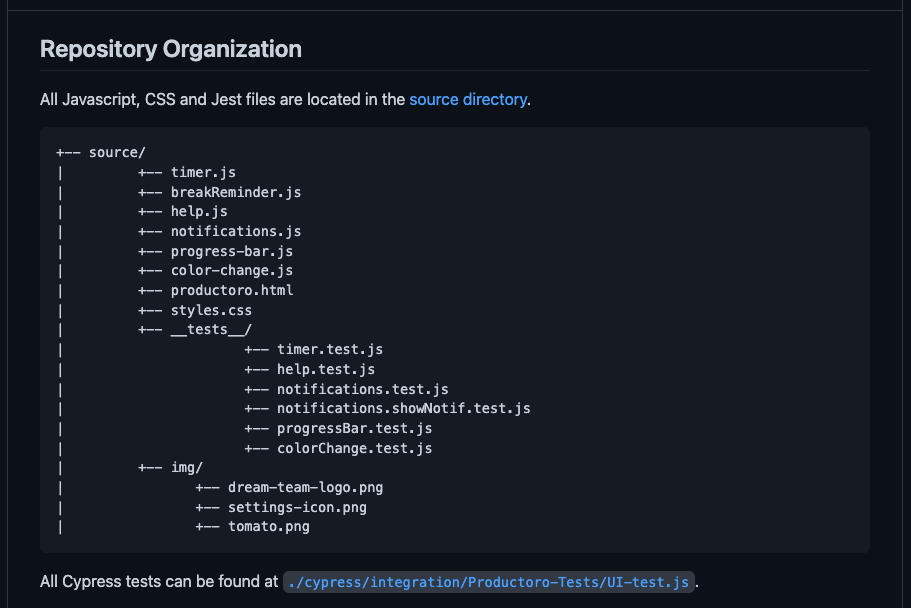 Repository Organization
All Javascript, CSS and Jest files are located in the source directory.
+-- source/
|         +-- timer.js
|         +-- breakReminder.js
|         +-- help.js
|         +-- notifications.js
|         +-- progress-bar.js
|         +-- color-change.js
|         +-- productoro.html
|         +-- styles.css
|         +-- __tests__/
|                      +-- timer.test.js
|                      +-- help.test.js
|                      +-- notifications.test.js
|                      +-- notifications.showNotif.test.js
|                      +-- progressBar.test.js
|                      +-- colorChange.test.js
|         +-- img/
|                +-- dream-team-logo.png
|                +-- settings-icon.png
|                +-- tomato.png
All Cypress tests can be found at ./cypress/integration/Productoro-Tests/UI-test.js.